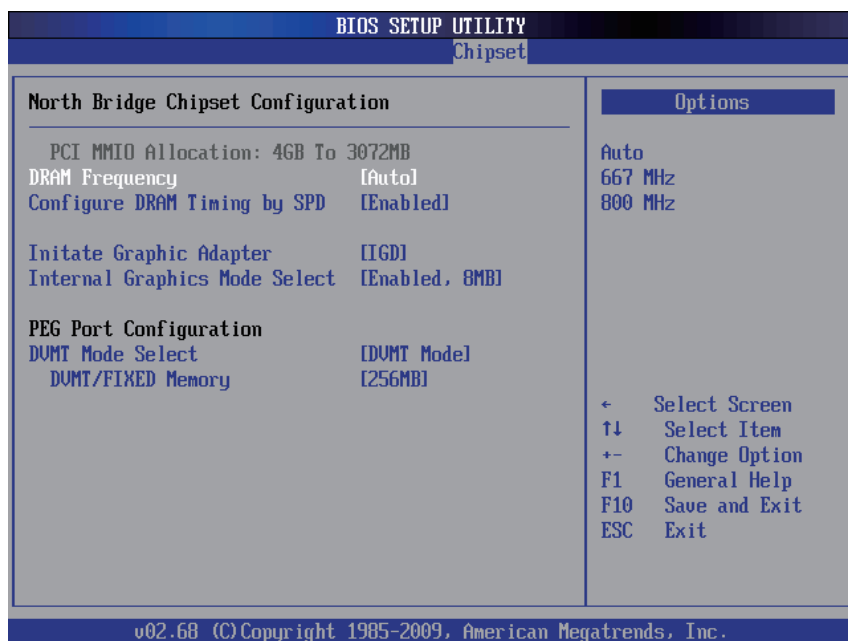 BIOS SETUP UTILITY
Chipset
North Bridge Chipset Configuration
PCI MMIO Allocation: 4GB To 3072MB
DRAM Frequency [Auto]
Configure DRAM Timing by SPD [Enabled]
Initate Graphic Adapter [IGD]
Internal Graphics Mode Select [Enabled, 8MB]
PEG Port Configuration
DVMT Mode Select [DVMT Mode]
DVMT/FIXED Memory [256MB]
Options
Auto
667 MHz
800 MHz
← Select Screen
↑↓ Select Item
+- Change Option
F1 General Help
F10 Save and Exit
ESC Exit
v02.68 (C)Copyright 1985-2009, American Megatrends, Inc.